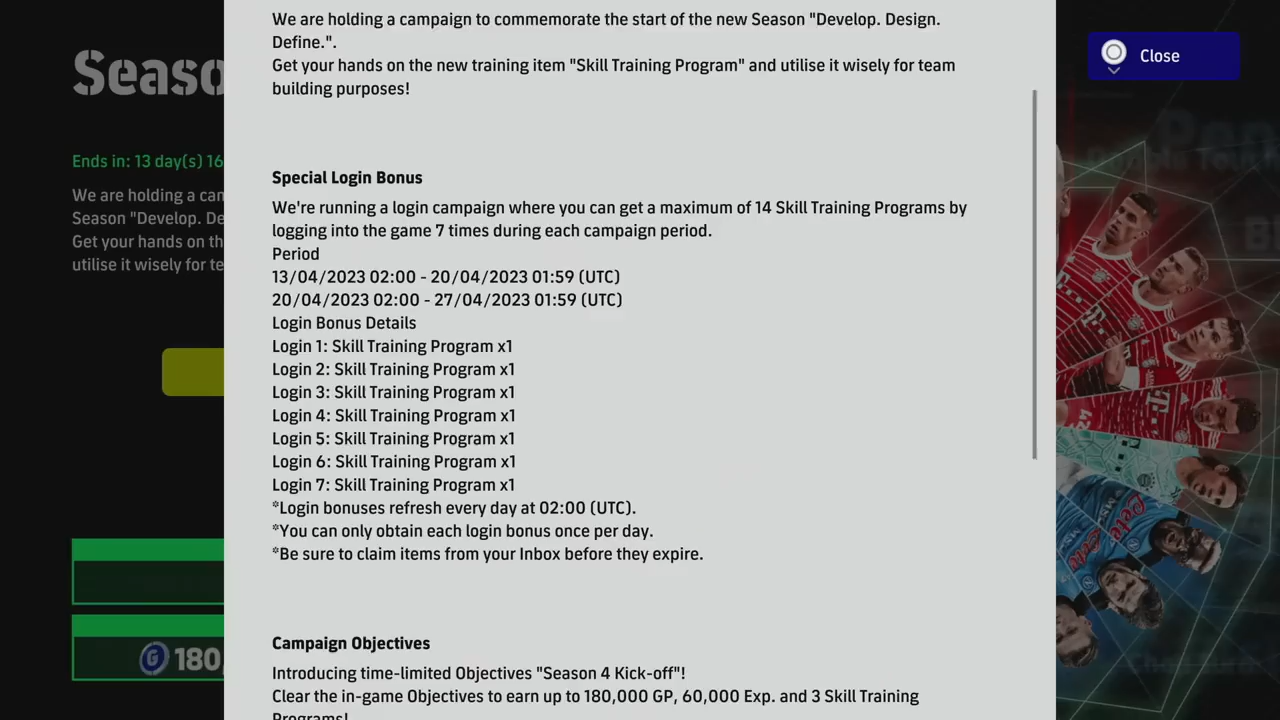 We are holding a campaign to commemorate the start of the new Season "Develop. Design.
Define.".
Get your hands on the new training item "Skill Training Program" and utilise it wisely for team
building purposes!
Close
Seaso
Ends in: 13 day(s) 16
We are holding a can
Season "Develop. De
Get your hands on th
utilise it wisely for te
Special Login Bonus
We're running a login campaign where you can get a maximum of 14 Skill Training Programs by
logging into the game 7 times during each campaign period.
Period
13/04/2023 02:00 - 20/04/2023 01:59 (UTC)
20/04/2023 02:00 - 27/04/2023 01:59 (UTC)
Login Bonus Details
Login 1: Skill Training Program x1
Login 2: Skill Training Program x1
Login 3: Skill Training Program x1
Login 4: Skill Training Program x1
Login 5: Skill Training Program x1
Login 6: Skill Training Program x1
Login 7: Skill Training Program x1
*Login bonuses refresh every day at 02:00 (UTC).
*You can only obtain each login bonus once per day.
*Be sure to claim items from your Inbox before they expire.
G 180,
Campaign Objectives
Introducing time-limited Objectives "Season 4 Kick-off"!
Clear the in-game Objectives to earn up to 180,000 GP, 60,000 Exp. and 3 Skill Training
Programs!